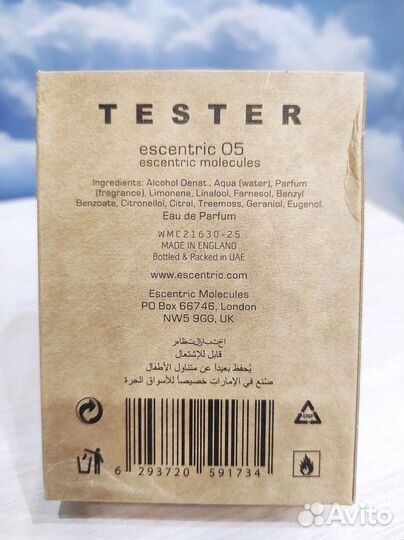 TESTER
escentric 05
escentric molecules
Ingredients: Alcohol Denat., Aqua (water), Parfum
(fragrance), Limonene, Linalool, Farnesol, Benzyl
Benzoate, Citronellol, Citral, Treemoss, Geraniol, Eugenol.
Eau de Parfum
WMC21630-25
MADE IN ENGLAND
Bottled & Packed in UAE
www.escentric.com
Escentric Molecules
PO Box 66746, London
NW5 9GG, UK
قابل للإشتعال
يُحفظ بعيدا عن متناول الأطفال
صنع في الإمارات خصيصاً للأسواق الحرة
6 293720 591734
Avito